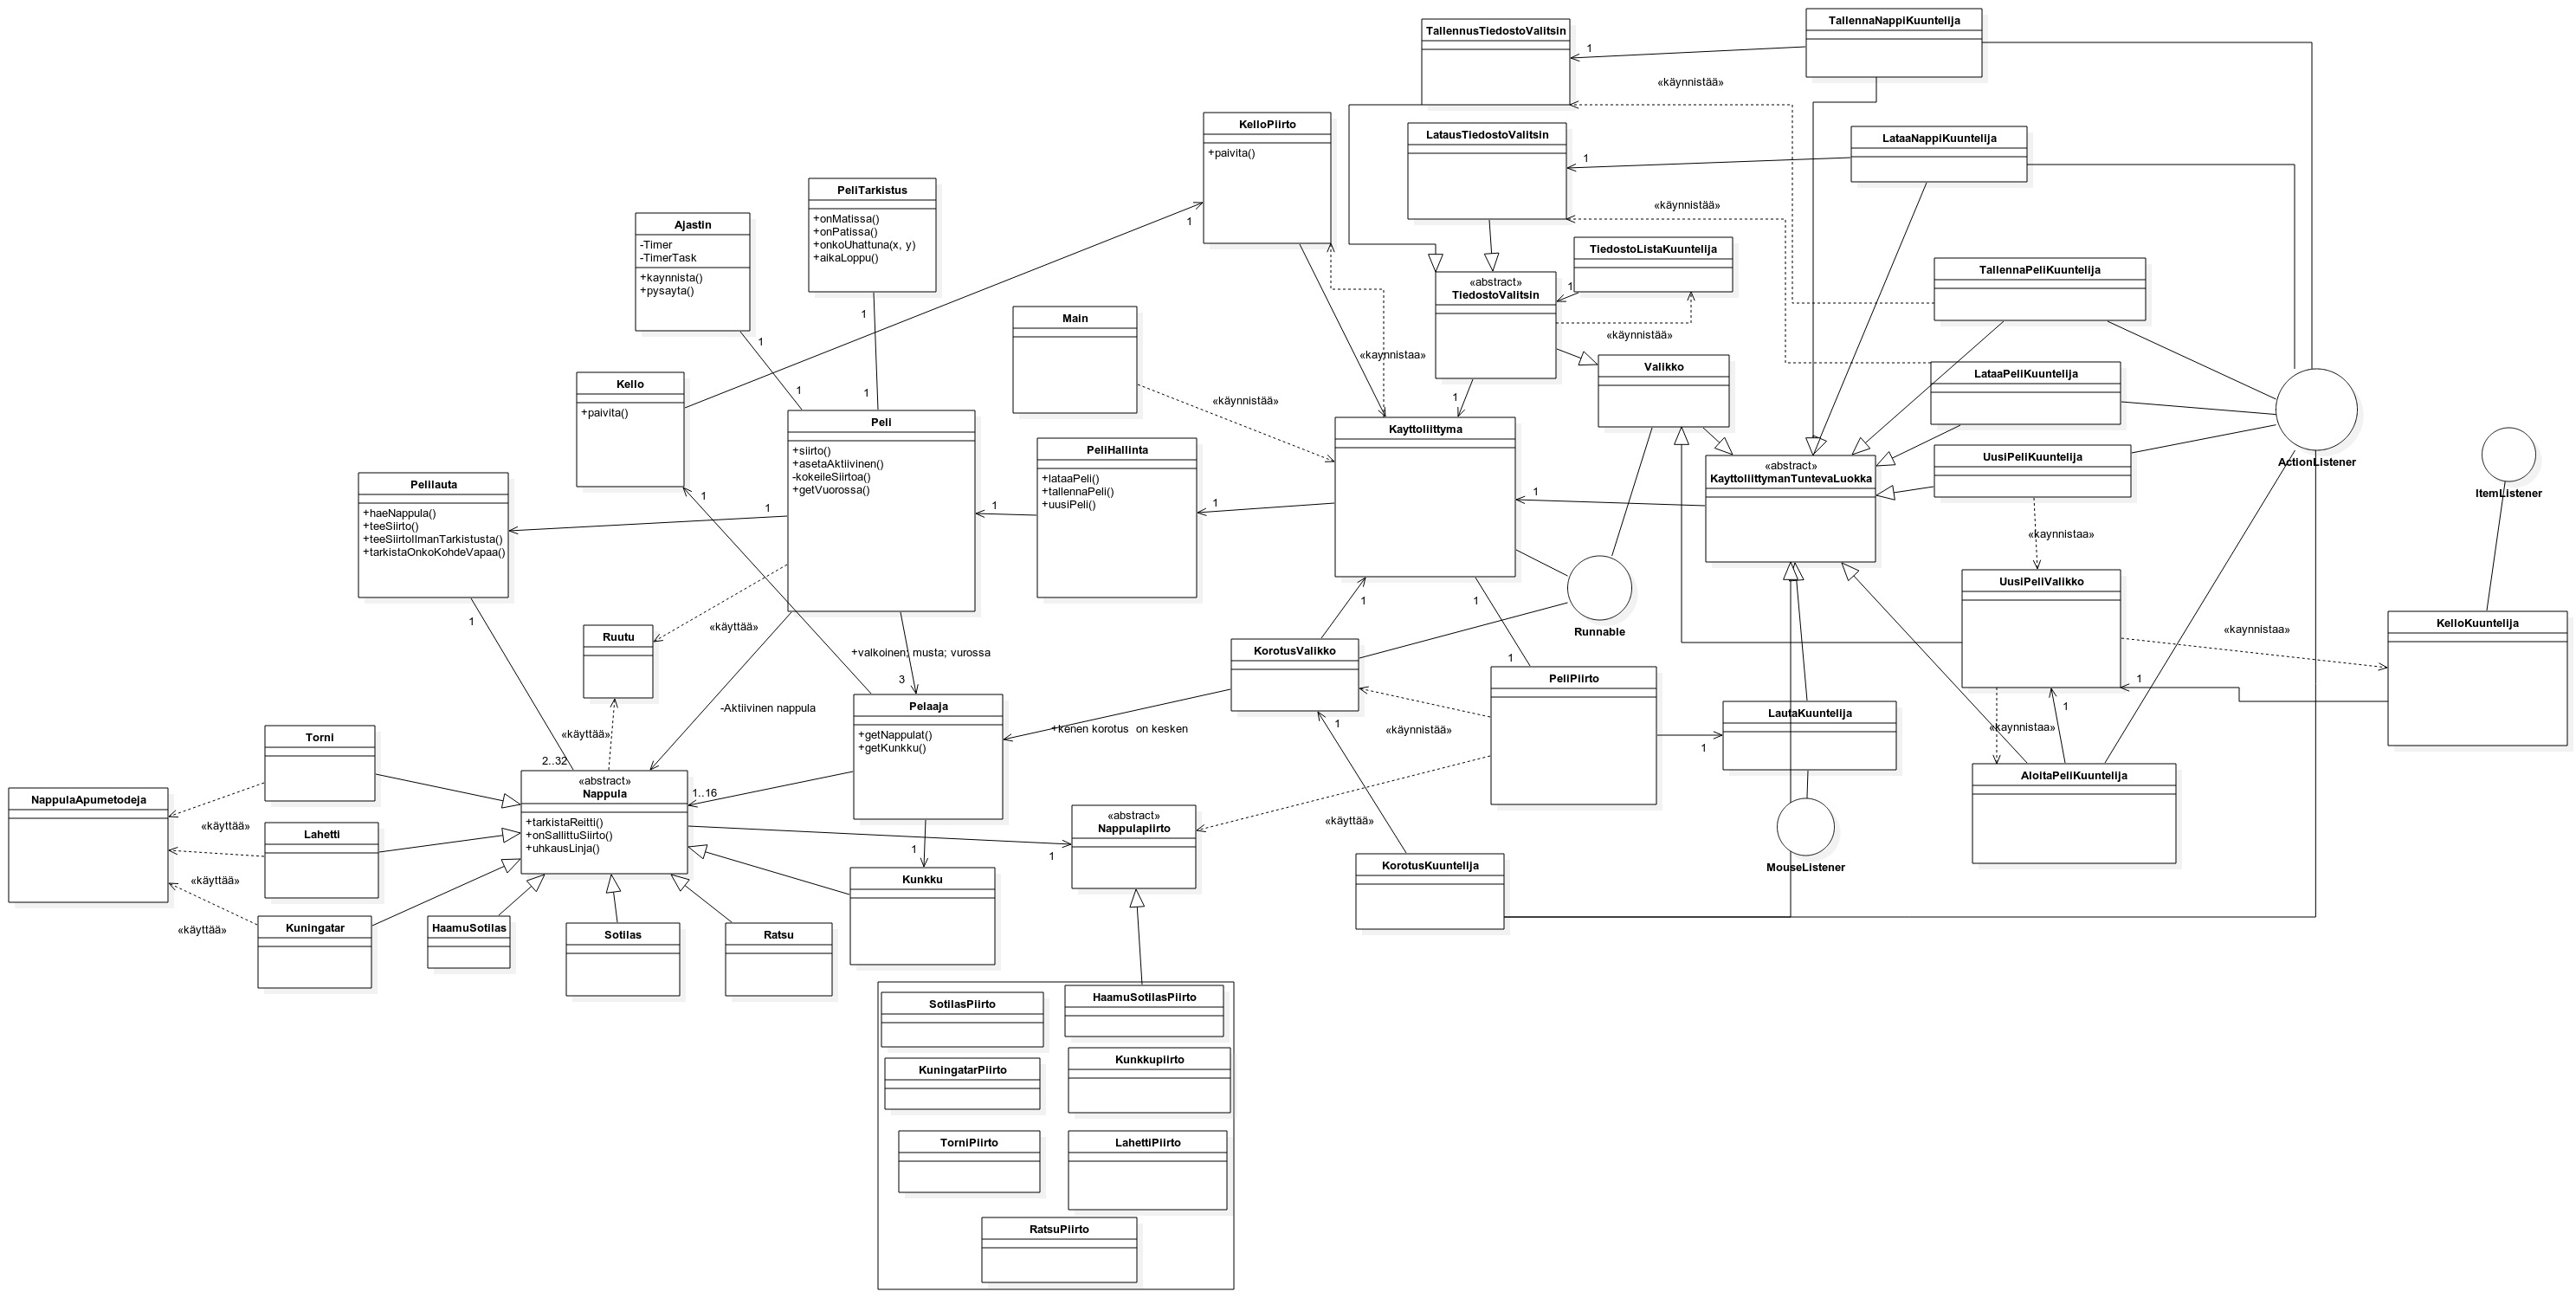 TallennusTiedostoValitsin
1
TallennaNappiKuuntelija
«käynnistää»
KelloPiirto
+paivita()
LatausTiedostoValitsin
1
LataaNappiKuuntelija
«käynnistää»
PeliTarkistus
+onMatissa()
+onPatissa()
+onkoUhattuna(x, y)
+aikaLoppu()
Ajastin
-Timer
-TimerTask
+kaynnista()
+pysayta()
1
TiedostoListaKuuntelija
1
«abstract»
TiedostoValitsin
«käynnistää»
TallennaPeliKuuntelija
Main
1
1
«kaynnistaa»
Valikko
LataaPeliKuuntelija
Kello
+paivita()
1
1
«käynnistää»
1
ActionListener
Peli
+siirto()
+asetaAktiivinen()
-kokeileSiirtoa()
+getVuorossa()
Kayttoliittyma
PeliHallinta
+lataaPeli()
+tallennaPeli()
+uusiPeli()
«abstract»
KayttoliittymanTuntevaLuokka
UusiPeliKuuntelija
ItemListener
Pelilauta
+haeNappula()
+teeSiirto()
+teeSiirtoIlmanTarkistusta()
+tarkistaOnkoKohdeVapaa()
1
1
1
1
1
«kaynnistaa»
UusiPeliValikko
Runnable
1
1
1
Ruutu
«käyttää»
KelloKuuntelija
«kaynnistaa»
+valkoinen; musta; vurossa
3
KorotusValikko
1
PeliPiirto
1
-Aktiivinen nappula
Pelaaja
+getNappulat()
+getKunkku()
+kenen korotus  on kesken
1
«käynnistää»
1
LautaKuuntelija
1
«kaynnistaa»
«käyttää»
Torni
2..32
«abstract»
Nappula
+tarkistaReitti()
+onSallittuSiirto()
+uhkausLinja()
1..16
AloitaPeliKuuntelija
NappulaApumetodeja
«käyttää»
Lahetti
«abstract»
Nappulapiirto
1
1
«käyttää»
KorotusKuuntelija
MouseListener
«käyttää»
Kunkku
«käyttää»
Kuningatar
HaamuSotilas
Sotilas
Ratsu
SotilasPiirto
HaamuSotilasPiirto
KuningatarPiirto
Kunkkupiirto
TorniPiirto
LahettiPiirto
RatsuPiirto